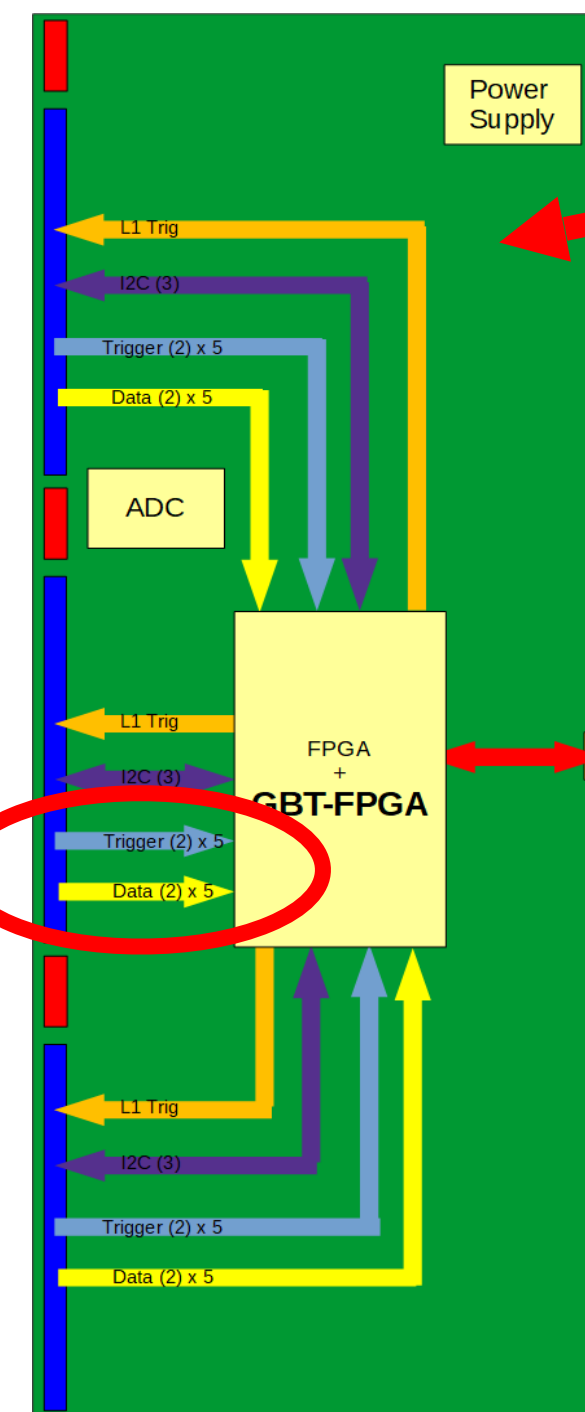 Power
Supply
L1 Trig
I2C (3)
Trigger (2) x 5
Data (2) x 5
ADC
L1 Trig
I2C (3)
Trigger (2) x 5
Data (2) x 5
FPGA
+
GBT-FPGA
L1 Trig
I2C (3)
Trigger (2) x 5
Data (2) x 5